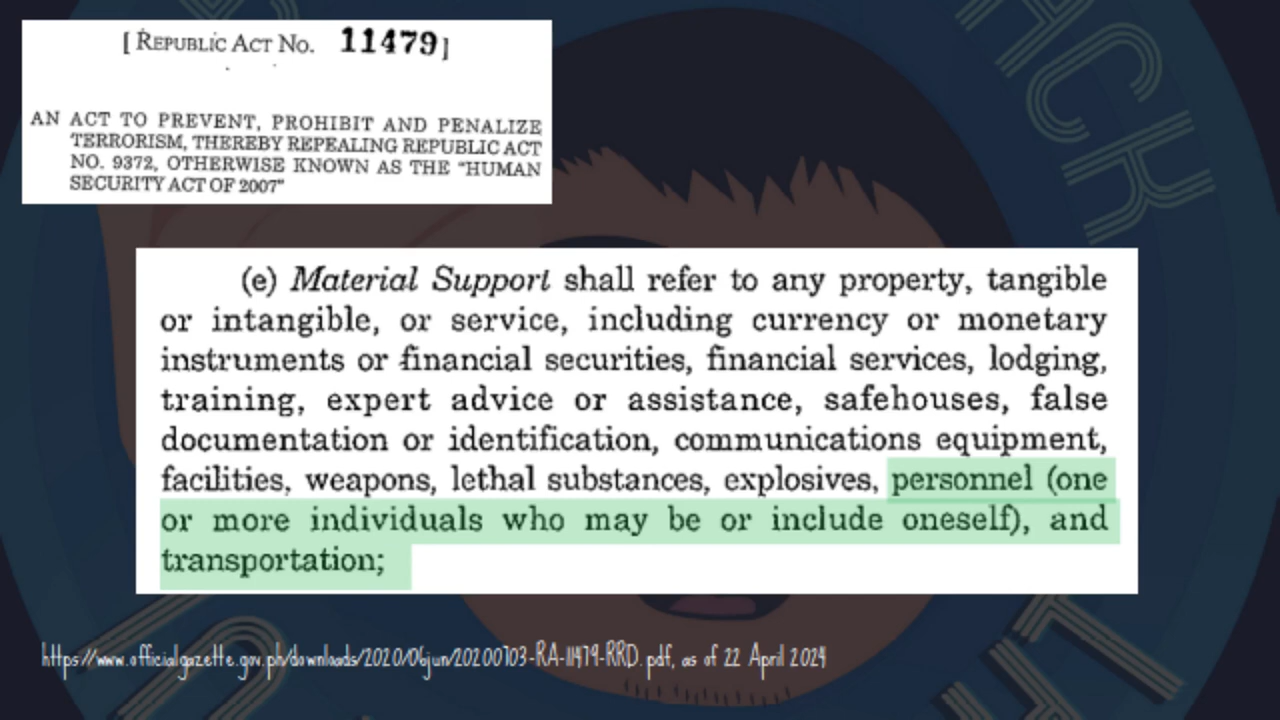 [ REPUBLIC ACT NO. 11479 ]
AN ACT TO PREVENT, PROHIBIT AND PENALIZE
TERRORISM, THEREBY REPEALING REPUBLIC ACT
NO. 9372, OTHERWISE KNOWN AS THE "HUMAN
SECURITY ACT OF 2007"
(e) Material Support shall refer to any property, tangible
or intangible, or service, including currency or monetary
instruments or financial securities, financial services, lodging,
training, expert advice or assistance, safehouses, false
documentation or identification, communications equipment,
facilities, weapons, lethal substances, explosives, personnel (one
or more individuals who may be or include oneself), and
transportation;
https://www.officialgazette.gov.ph/downloads/2020/06jun/20200703-RA-11479-RRD.pdf, as of 22 April 2024